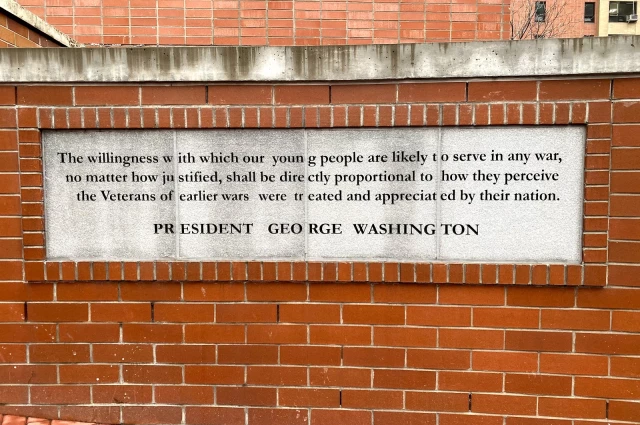 The willingness with which our young people are likely to serve in any war,
no matter how justified, shall be directly proportional to how they perceive
the Veterans of earlier wars were treated and appreciated by their nation.
PRESIDENT GEORGE WASHINGTON